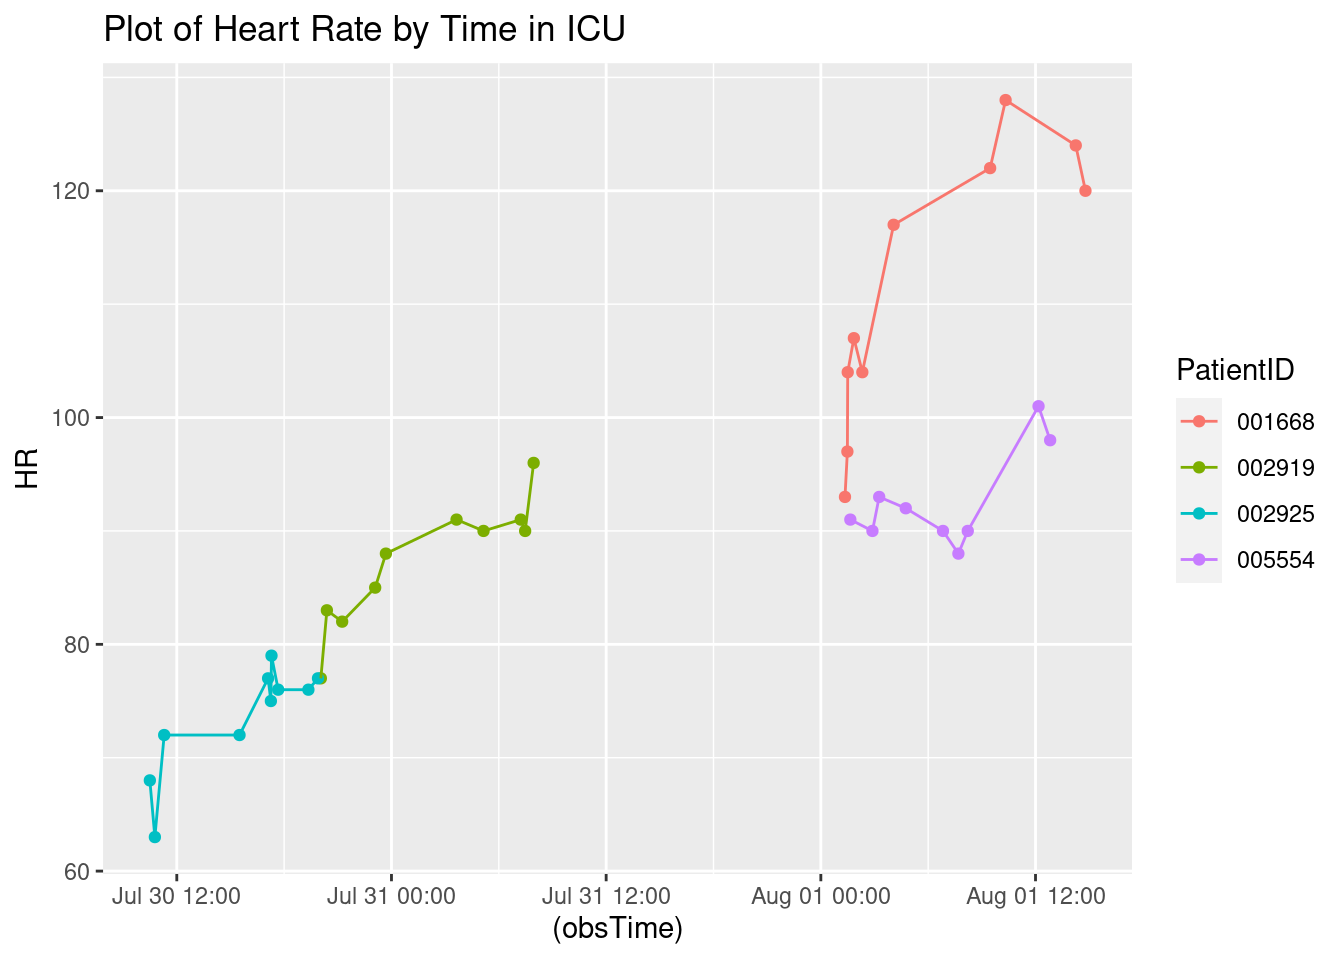 Plot of Heart Rate by Time in ICU
HR
120
100
80
60
Jul 30 12:00 Jul 31 00:00 Jul 31 12:00 Aug 01 00:00 Aug 01 12:00
(obsTime)
PatientID
001668
002919
002925
005554